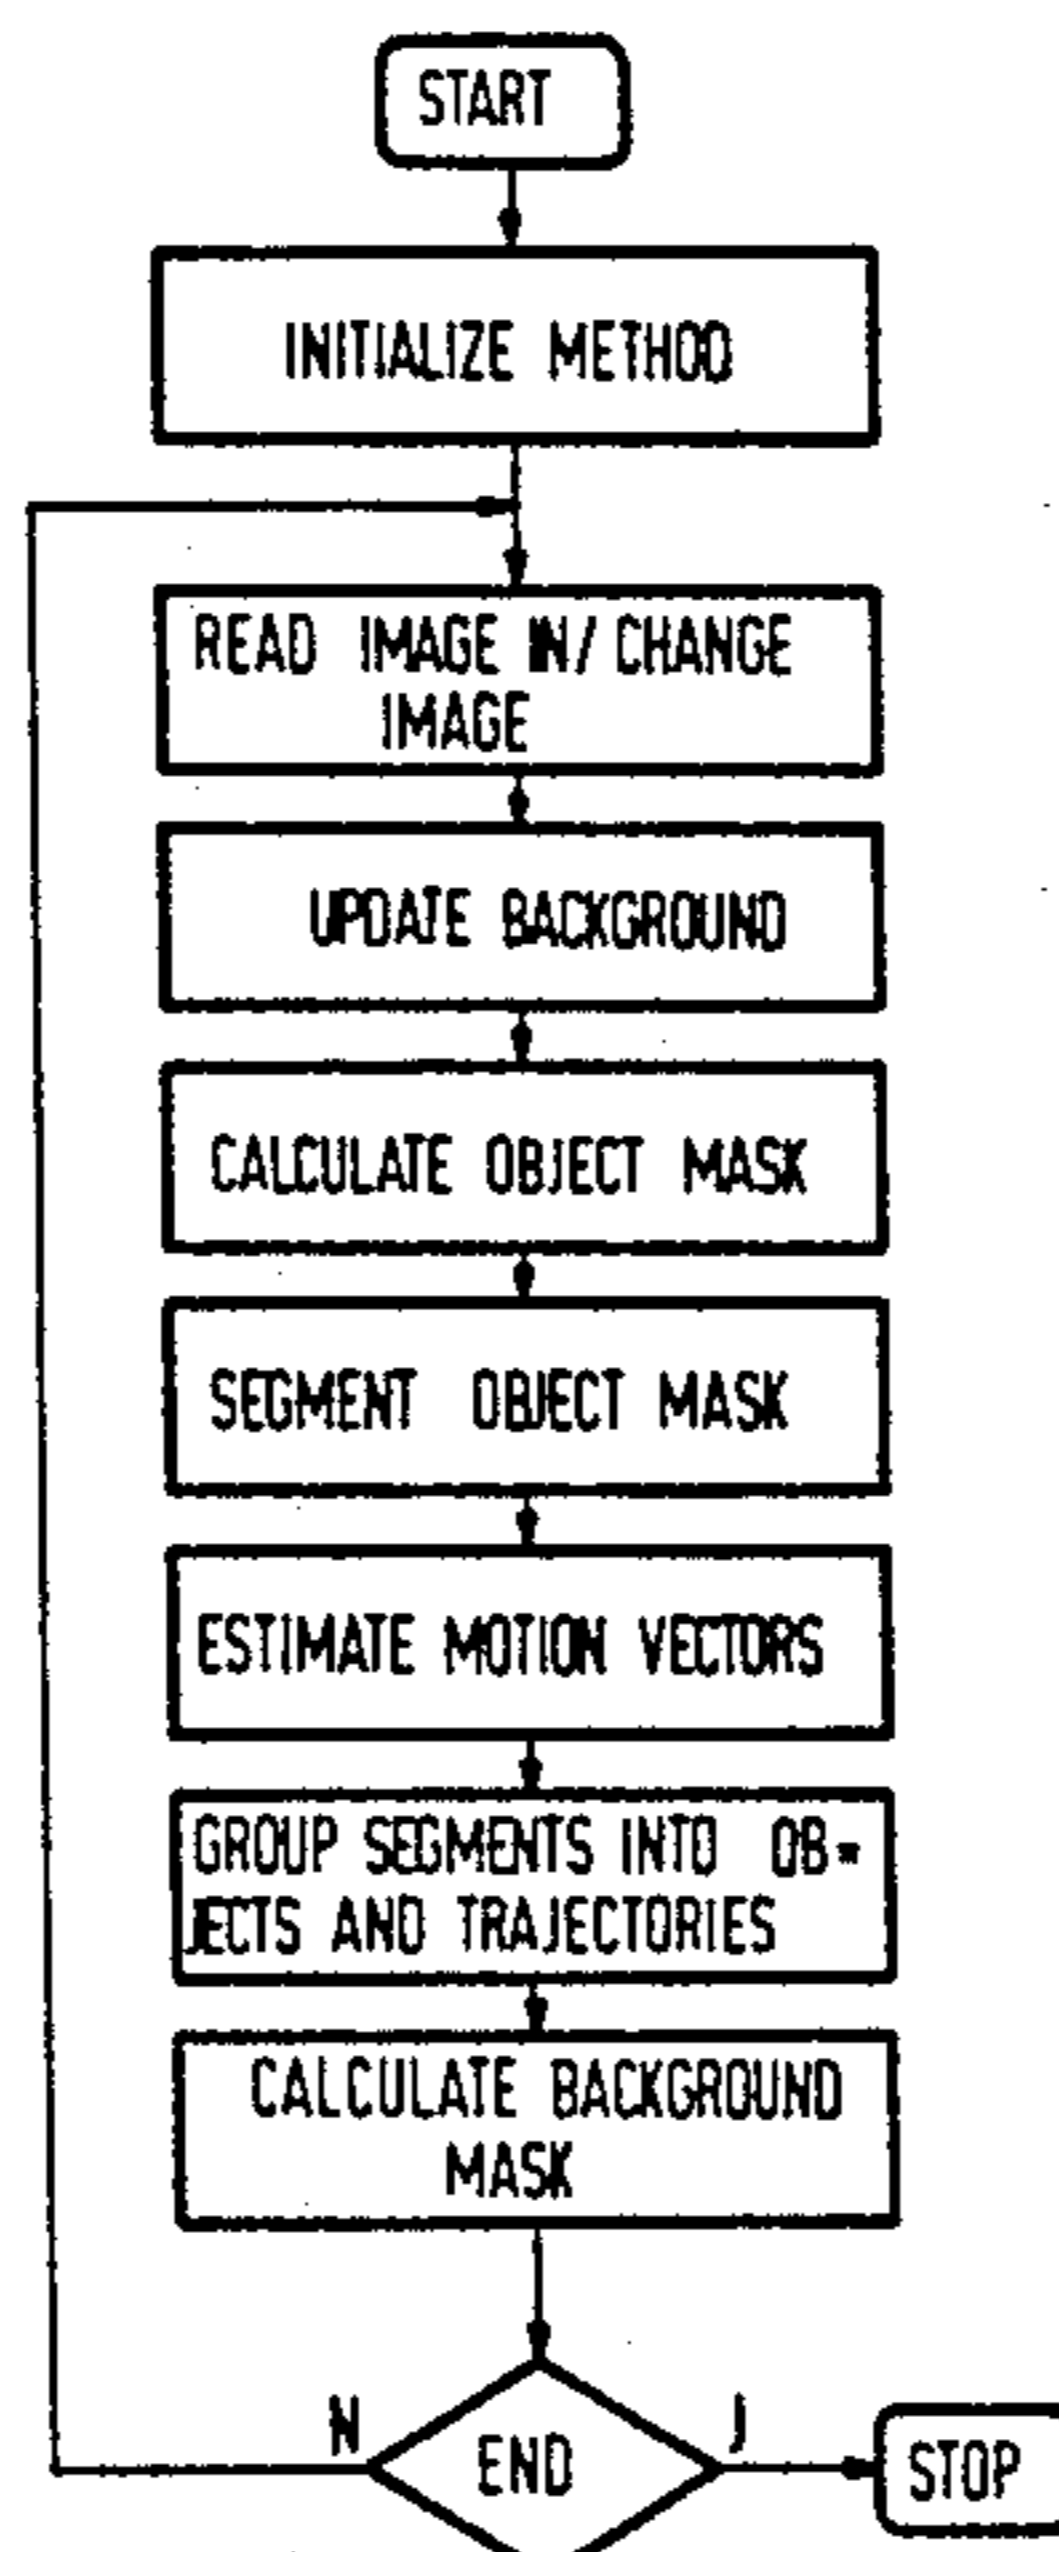 START
INITIALIZE METHOD
READ IMAGE IN/CHANGE
IMAGE
UPDATE BACKGROUND
CALCULATE OBJECT MASK
SEGMENT OBJECT MASK
ESTIMATE MOTION VECTORS
GROUP SEGMENTS INTO OB=
JECTS AND TRAJECTORIES
CALCULATE BACKGROUND
MASK
N
J
END
STOP